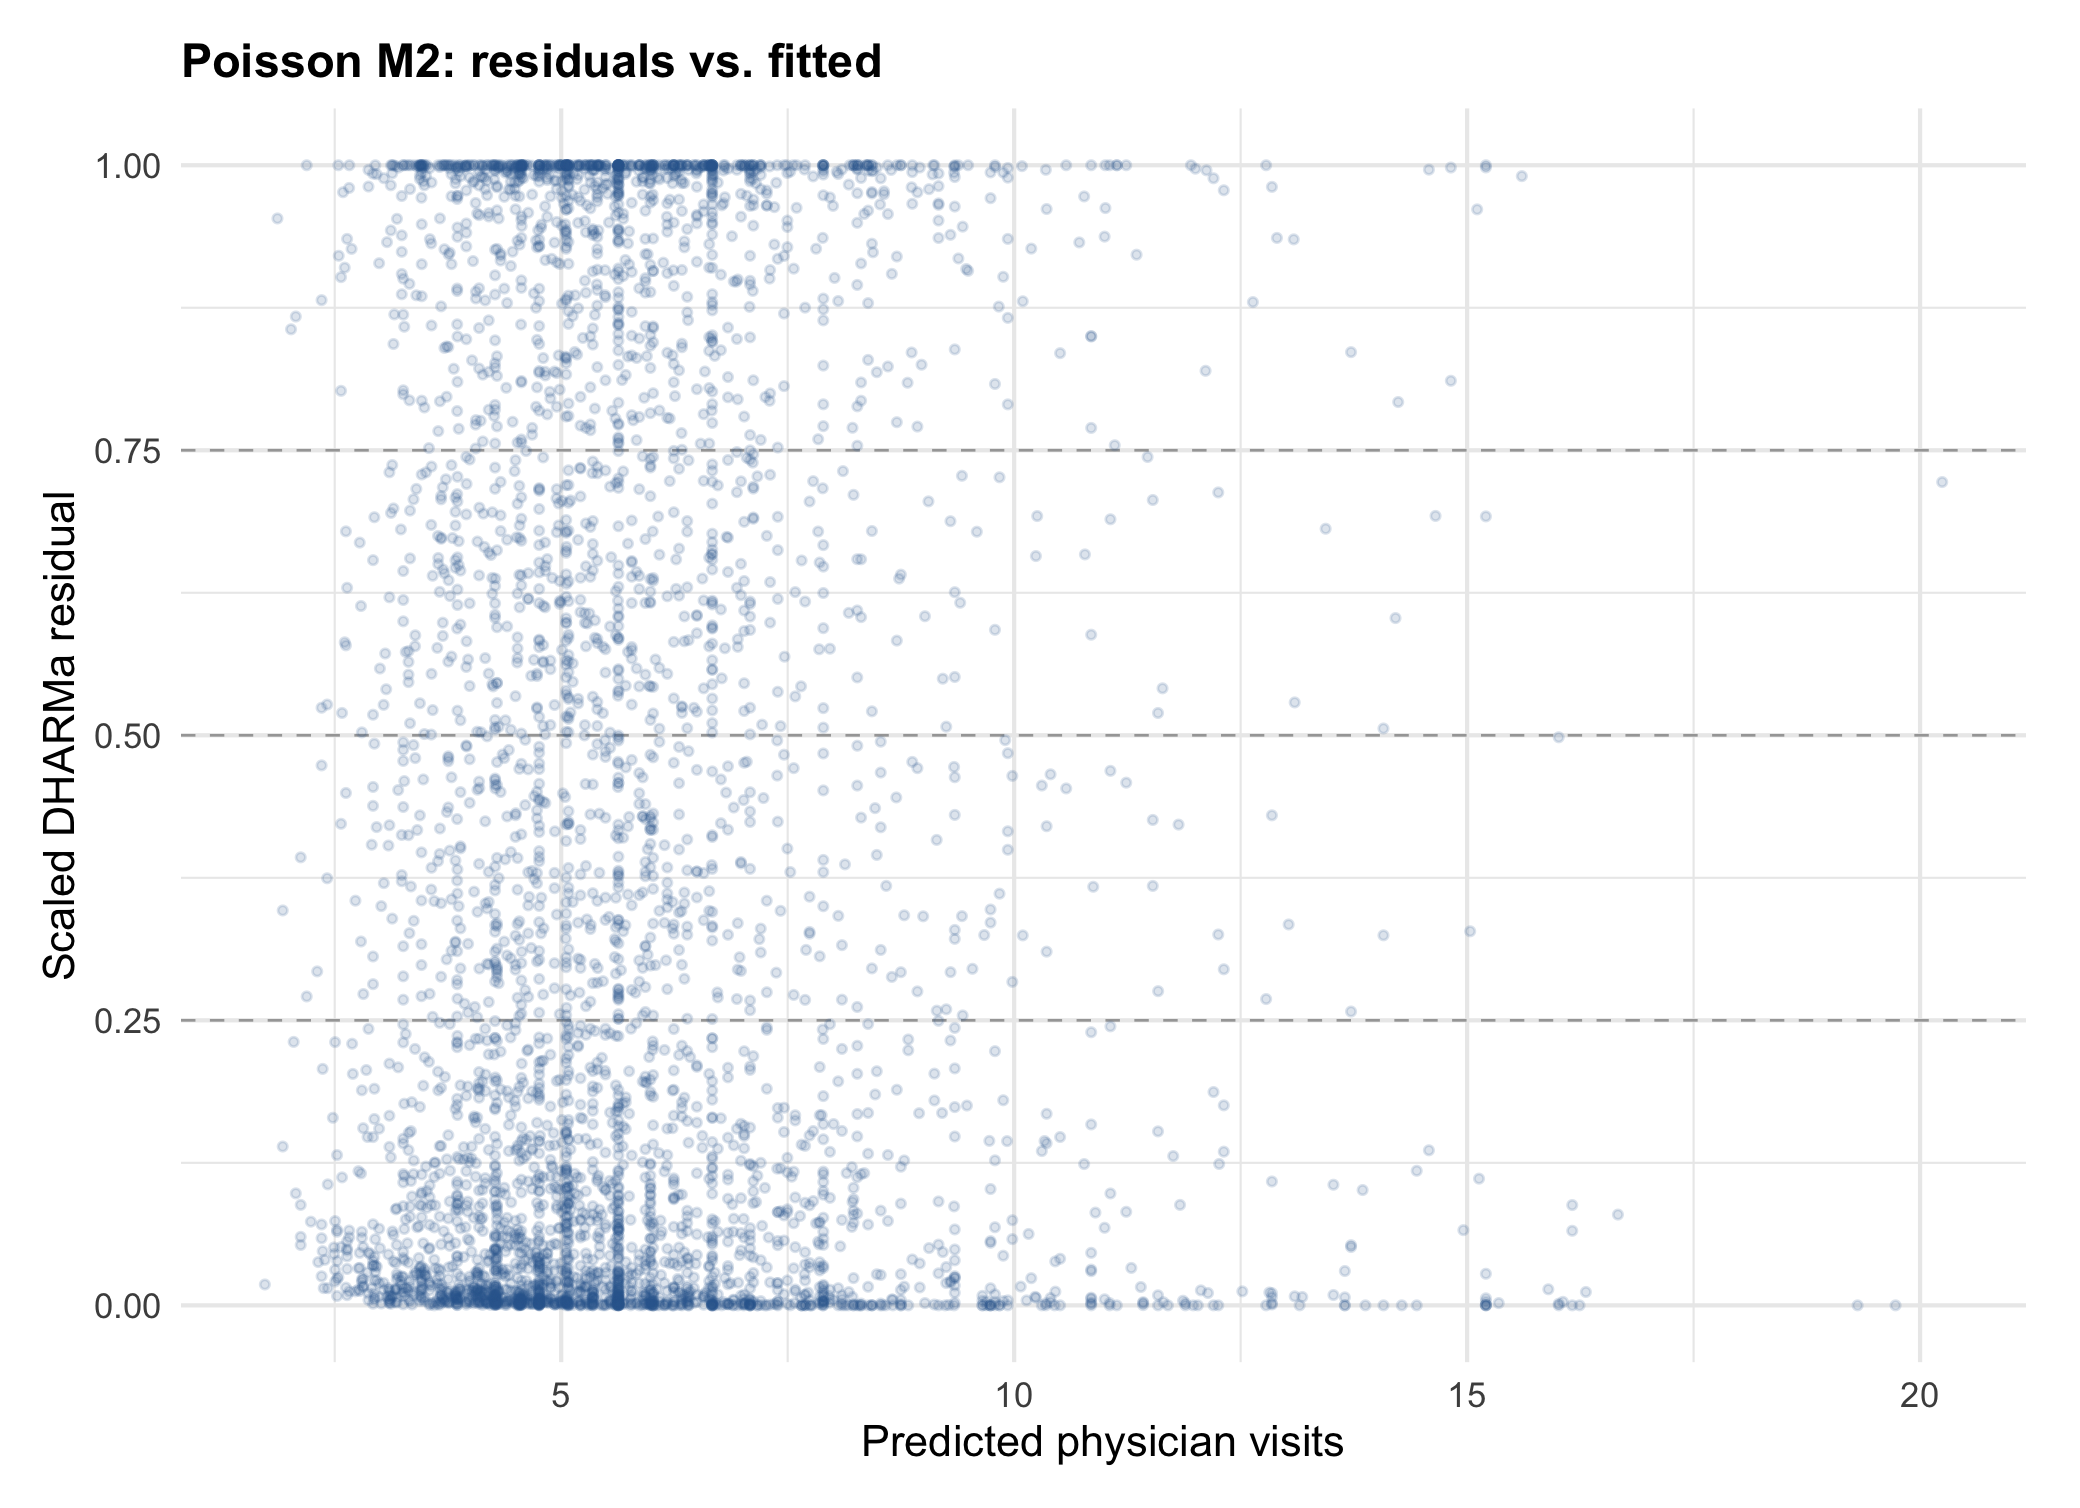 Poisson M2: residuals vs. fitted
1.00
0.75
0.50
0.25
0.00
Scaled DHARMa residual
5 10 15 20
Predicted physician visits